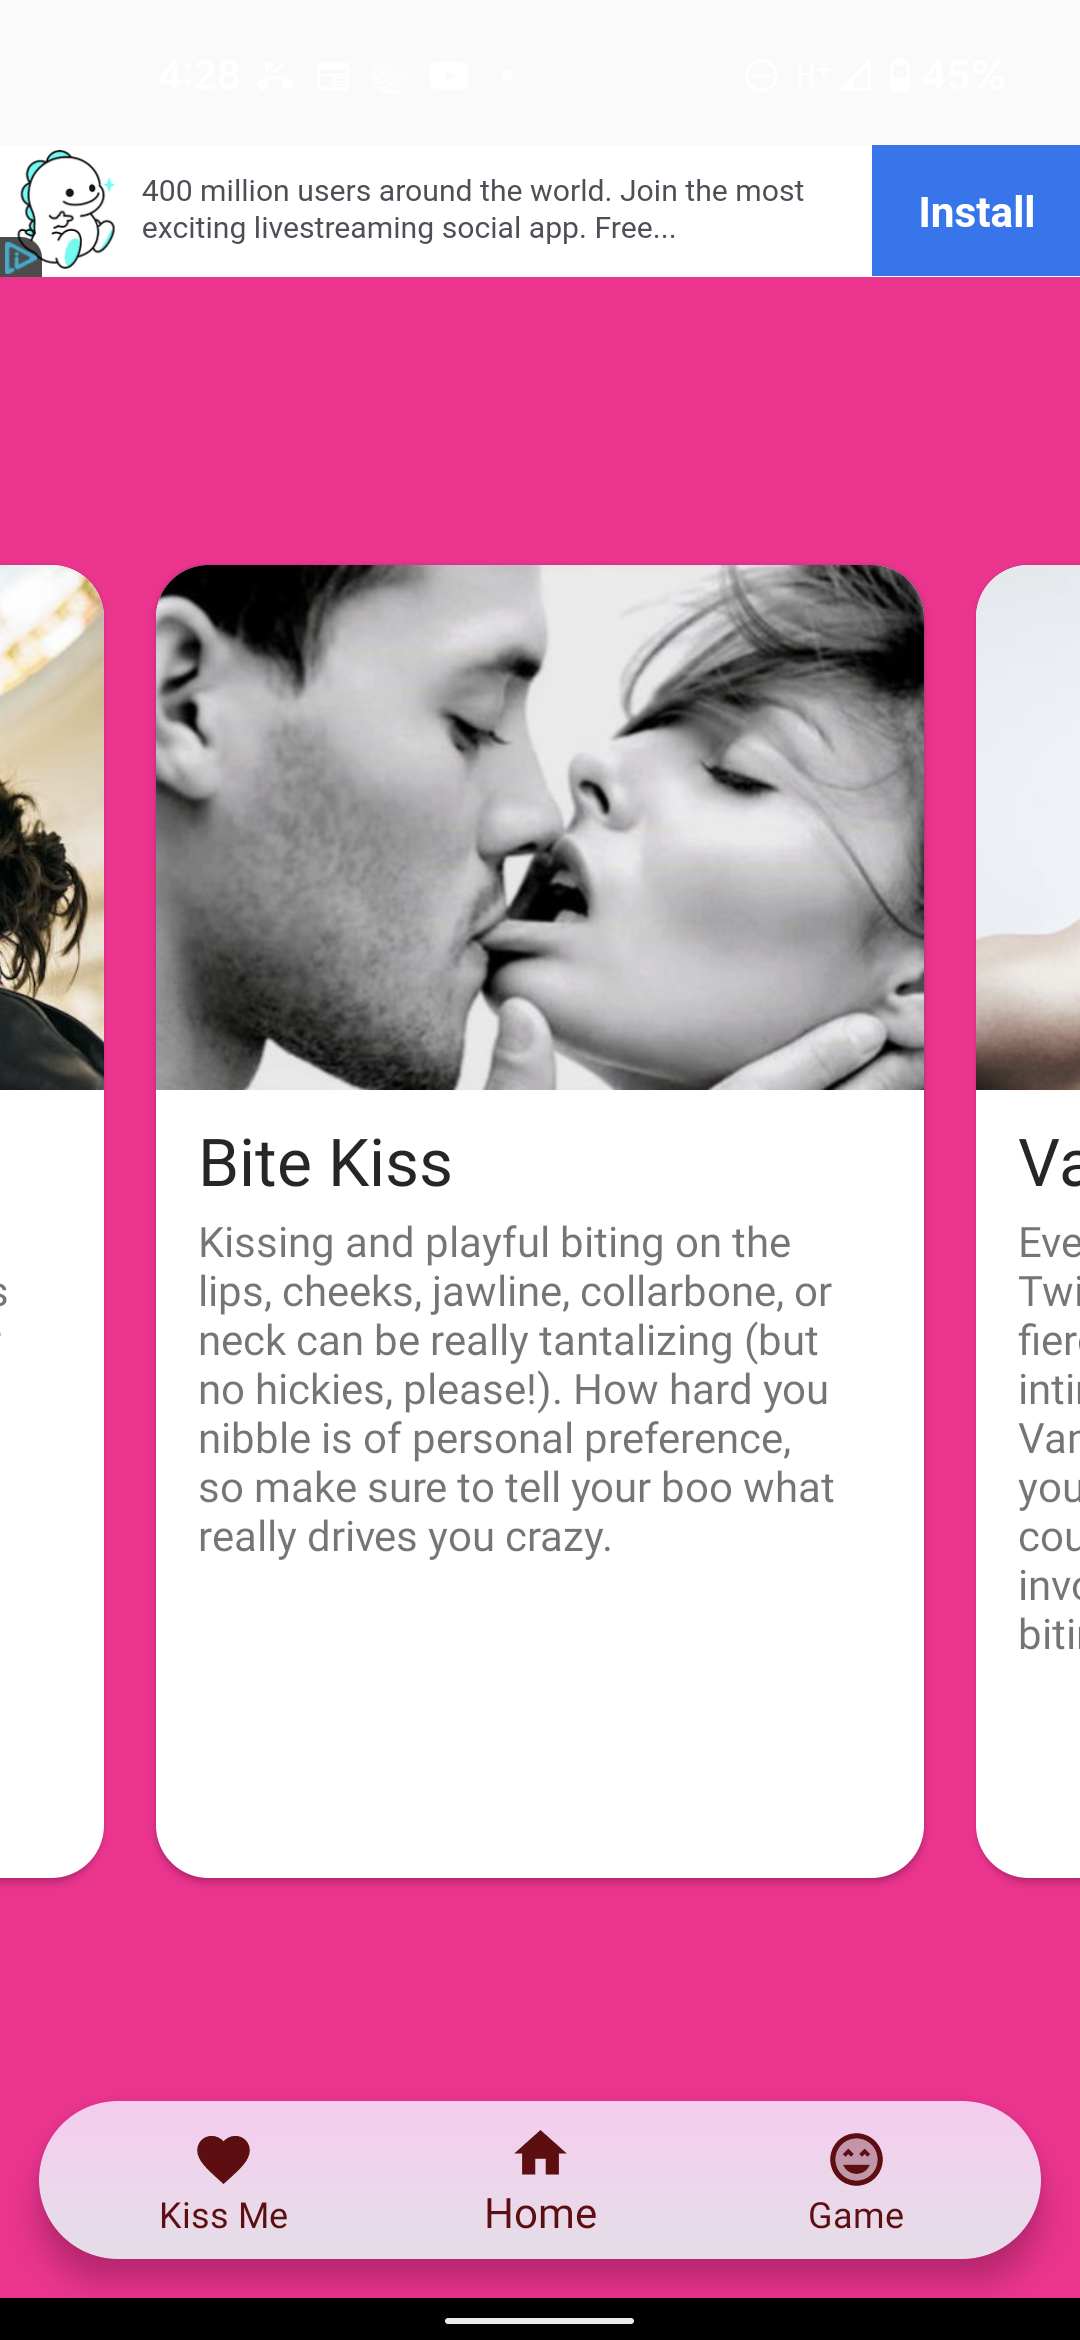 4:28
H+
45%
400 million users around the world. Join the most
exciting livestreaming social app. Free...
Install
Bite Kiss
Kissing and playful biting on the
lips, cheeks, jawline, collarbone, or
neck can be really tantalizing (but
no hickies, please!). How hard you
nibble is of personal preference,
so make sure to tell your boo what
really drives you crazy.
s
Va
Eve
Twi
fier
inti
Var
you
cou
inv
biti
Kiss Me
Home
Game